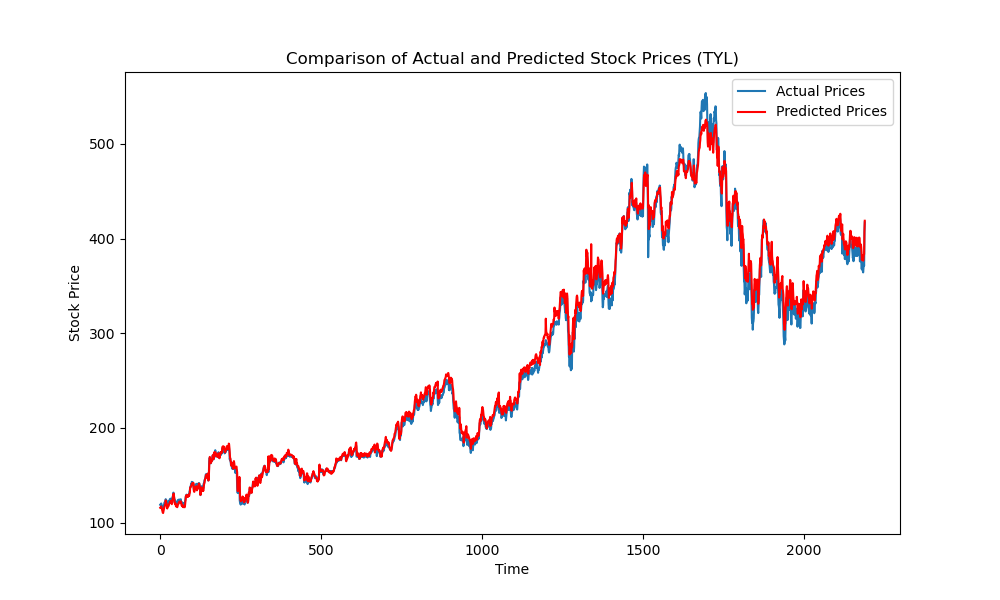 Comparison of Actual and Predicted Stock Prices (TYL)
Actual Prices
Predicted Prices
Stock Price
500
400
300
200
100
0
500
1000
1500
2000
Time